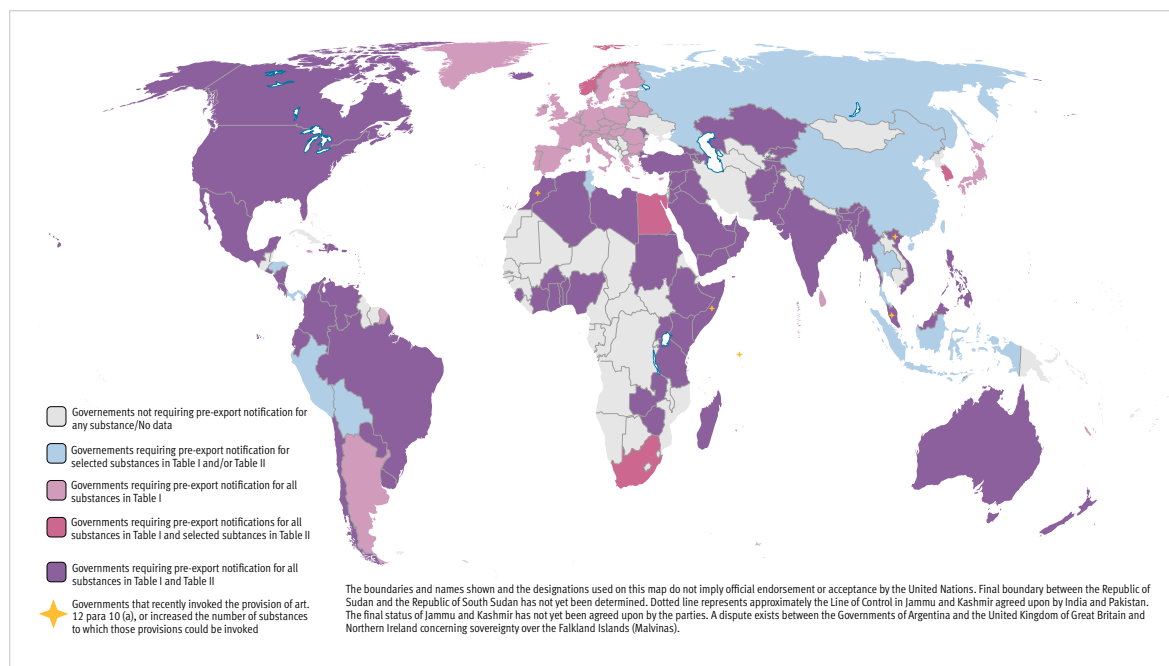 Governements not requiring pre-export notification for
any substance/No data
Governements requiring pre-export notification for
selected substances in Table I and/or Table II
Governments requiring pre-export notification for all
substances in Table I
Governments requiring pre-export notifications for all
substances in Table I and selected subtances in Table II
Governments requiring pre-export notification for all
substances in Table I and Table II
Governments that recently invoked the provision of art.
12 para 10 (a), or increased the number of substances
to which those provisions could be invoked
The boundaries and names shown and the designations used on this map do not imply official endorsement or acceptance by the United Nations. Final boundary between the Republic of
Sudan and the Republic of South Sudan has not yet been determined. Dotted line represents approximately the Line of Control in Jammu and Kashmir agreed upon by India and Pakistan.
The final status of Jammu and Kashmir has not yet been agreed upon by the parties. A dispute exists between the Governments of Argentina and the United Kingdom of Great Britain and
Northern Ireland concerning sovereignty over the Falkland Islands (Malvinas).